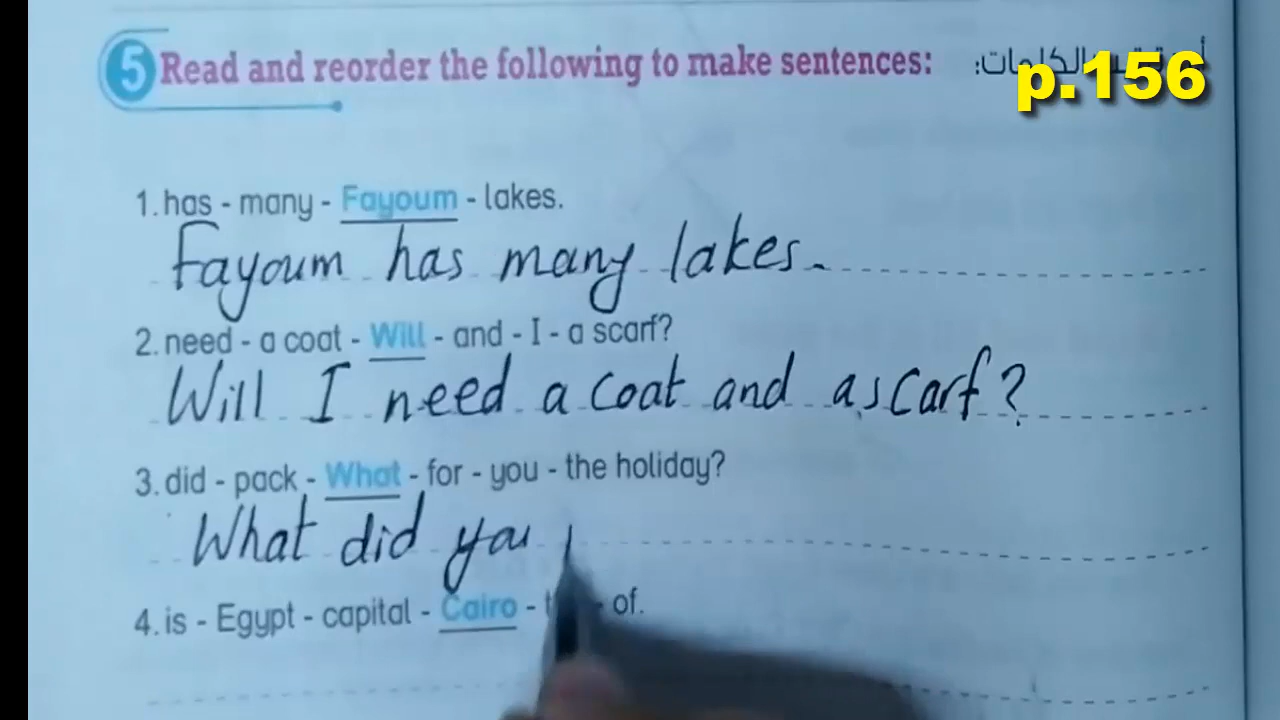 5 Read and reorder the following to make sentences:
p.156
1. has - many - Fayoum - lakes.
Fayoum has many lakes.
2. need - a coat - Will - and - I - a scarf?
Will I need a coat and a scarf?
3. did - pack - What - for - you - the holiday?
What did you
4. is - Egypt - capital - Cairo - - of.